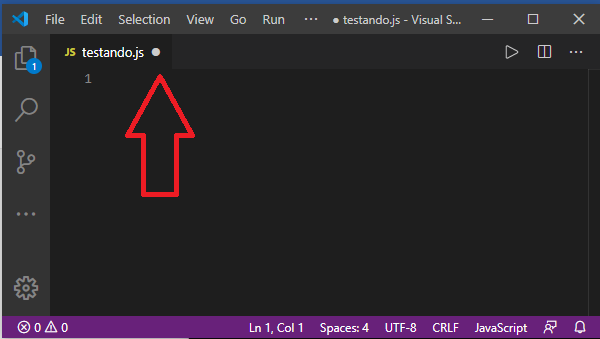 File Edit Selection View Go Run ··· ● testando.js - Visual S...
JS testando.js ● ···
1
1
···
0 0 Ln 1, Col 1 Spaces: 4 UTF-8 CRLF JavaScript